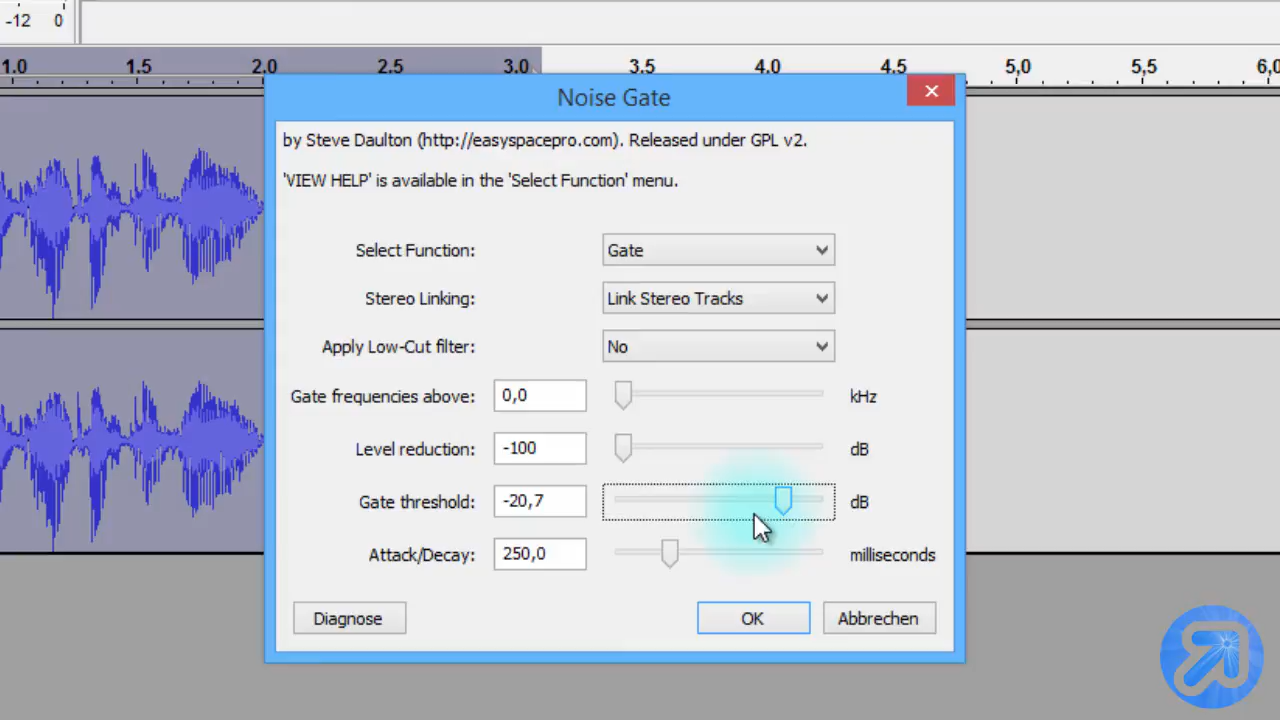 -12 0
1.0 1,5 2,0 2,5 3,0 3,5 4,0 4,5 5,0 5,5 6,0
Noise Gate
by Steve Daulton (http://easyspacepro.com). Released under GPL v2.
'VIEW HELP' is available in the 'Select Function' menu.
Select Function: Gate
Stereo Linking: Link Stereo Tracks
Apply Low-Cut filter: No
Gate frequencies above: 0,0 kHz
Level reduction: -100 dB
Gate threshold: -20,7 dB
Attack/Decay: 250,0 milliseconds
Diagnose OK Abbrechen